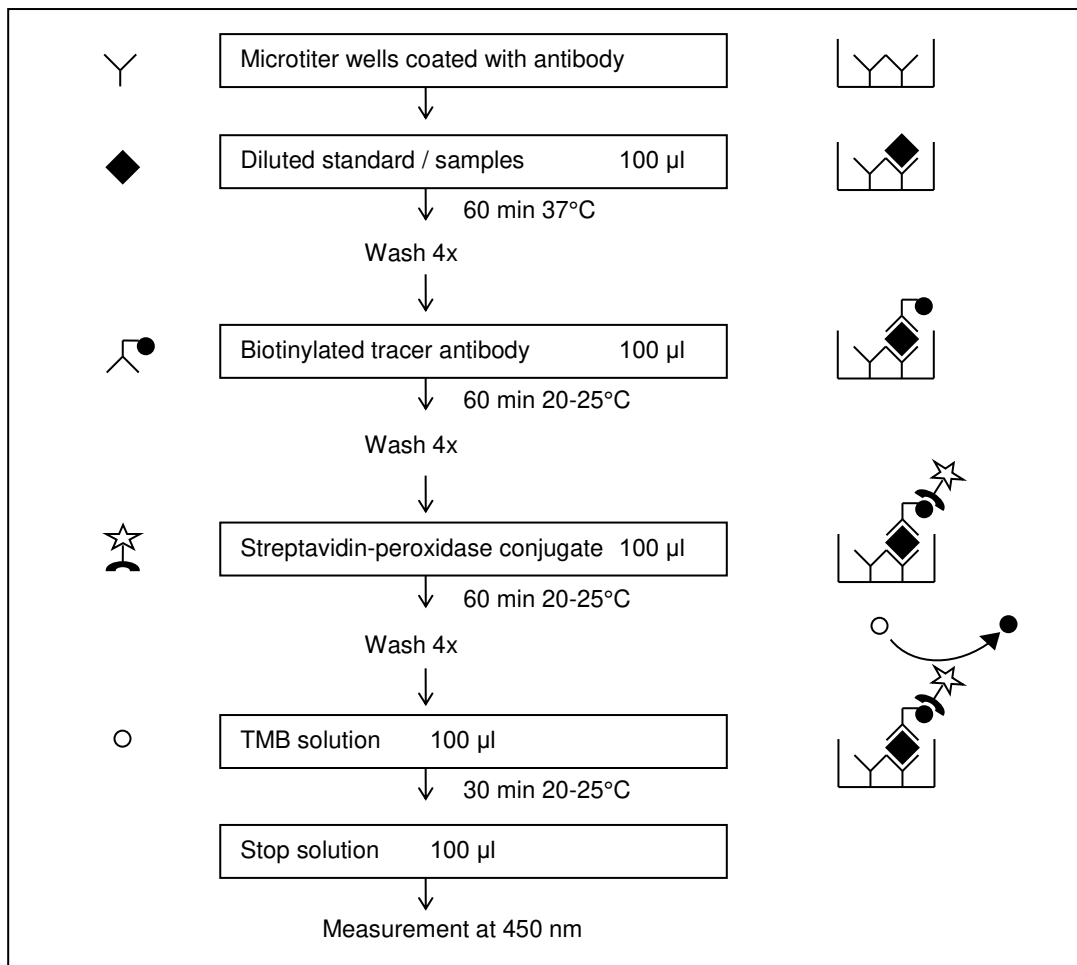 Microtiter wells coated with antibody
Diluted standard / samples 100 µl
60 min 37°C
Wash 4x
Biotinylated tracer antibody 100 µl
60 min 20-25°C
Wash 4x
Streptavidin-peroxidase conjugate 100 µl
60 min 20-25°C
Wash 4x
TMB solution 100 µl
30 min 20-25°C
Stop solution 100 µl
Measurement at 450 nm